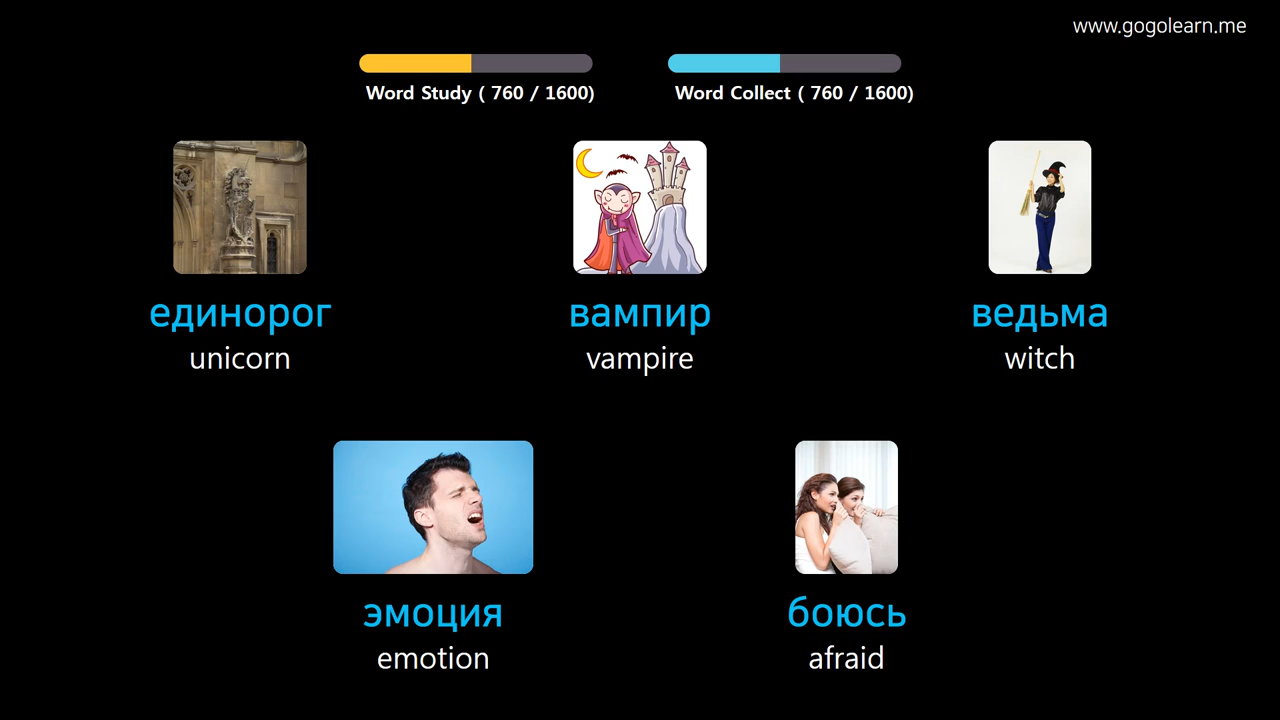 www.gogolearn.me
Word Study ( 760 / 1600)
Word Collect ( 760 / 1600)
единорог
unicorn
вампир
vampire
ведьма
witch
эмоция
emotion
боюсь
afraid